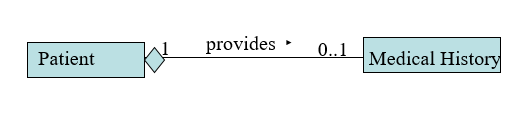 Patient
1
provides
0..1
Medical History